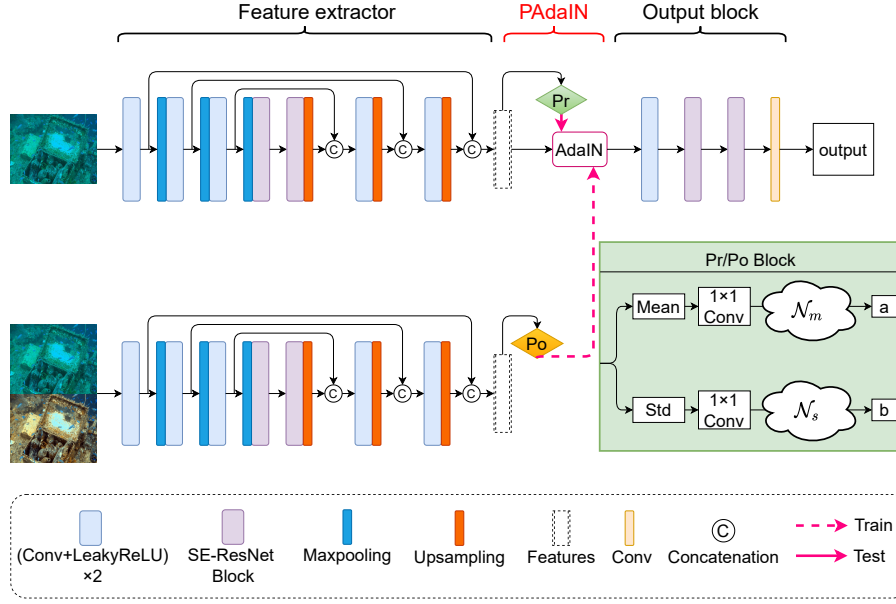 Feature extractor
PAdaIN
Output block
Pr
AdaIN
output
C
C
C
Pr/Po Block
Mean
1×1
Conv
𝒩m
a
Std
1×1
Conv
𝒩s
b
Po
C
C
C
(Conv+LeakyReLU)
×2
SE-ResNet
Block
Maxpooling
Upsampling
Features
Conv
C
Concatenation
Train
Test